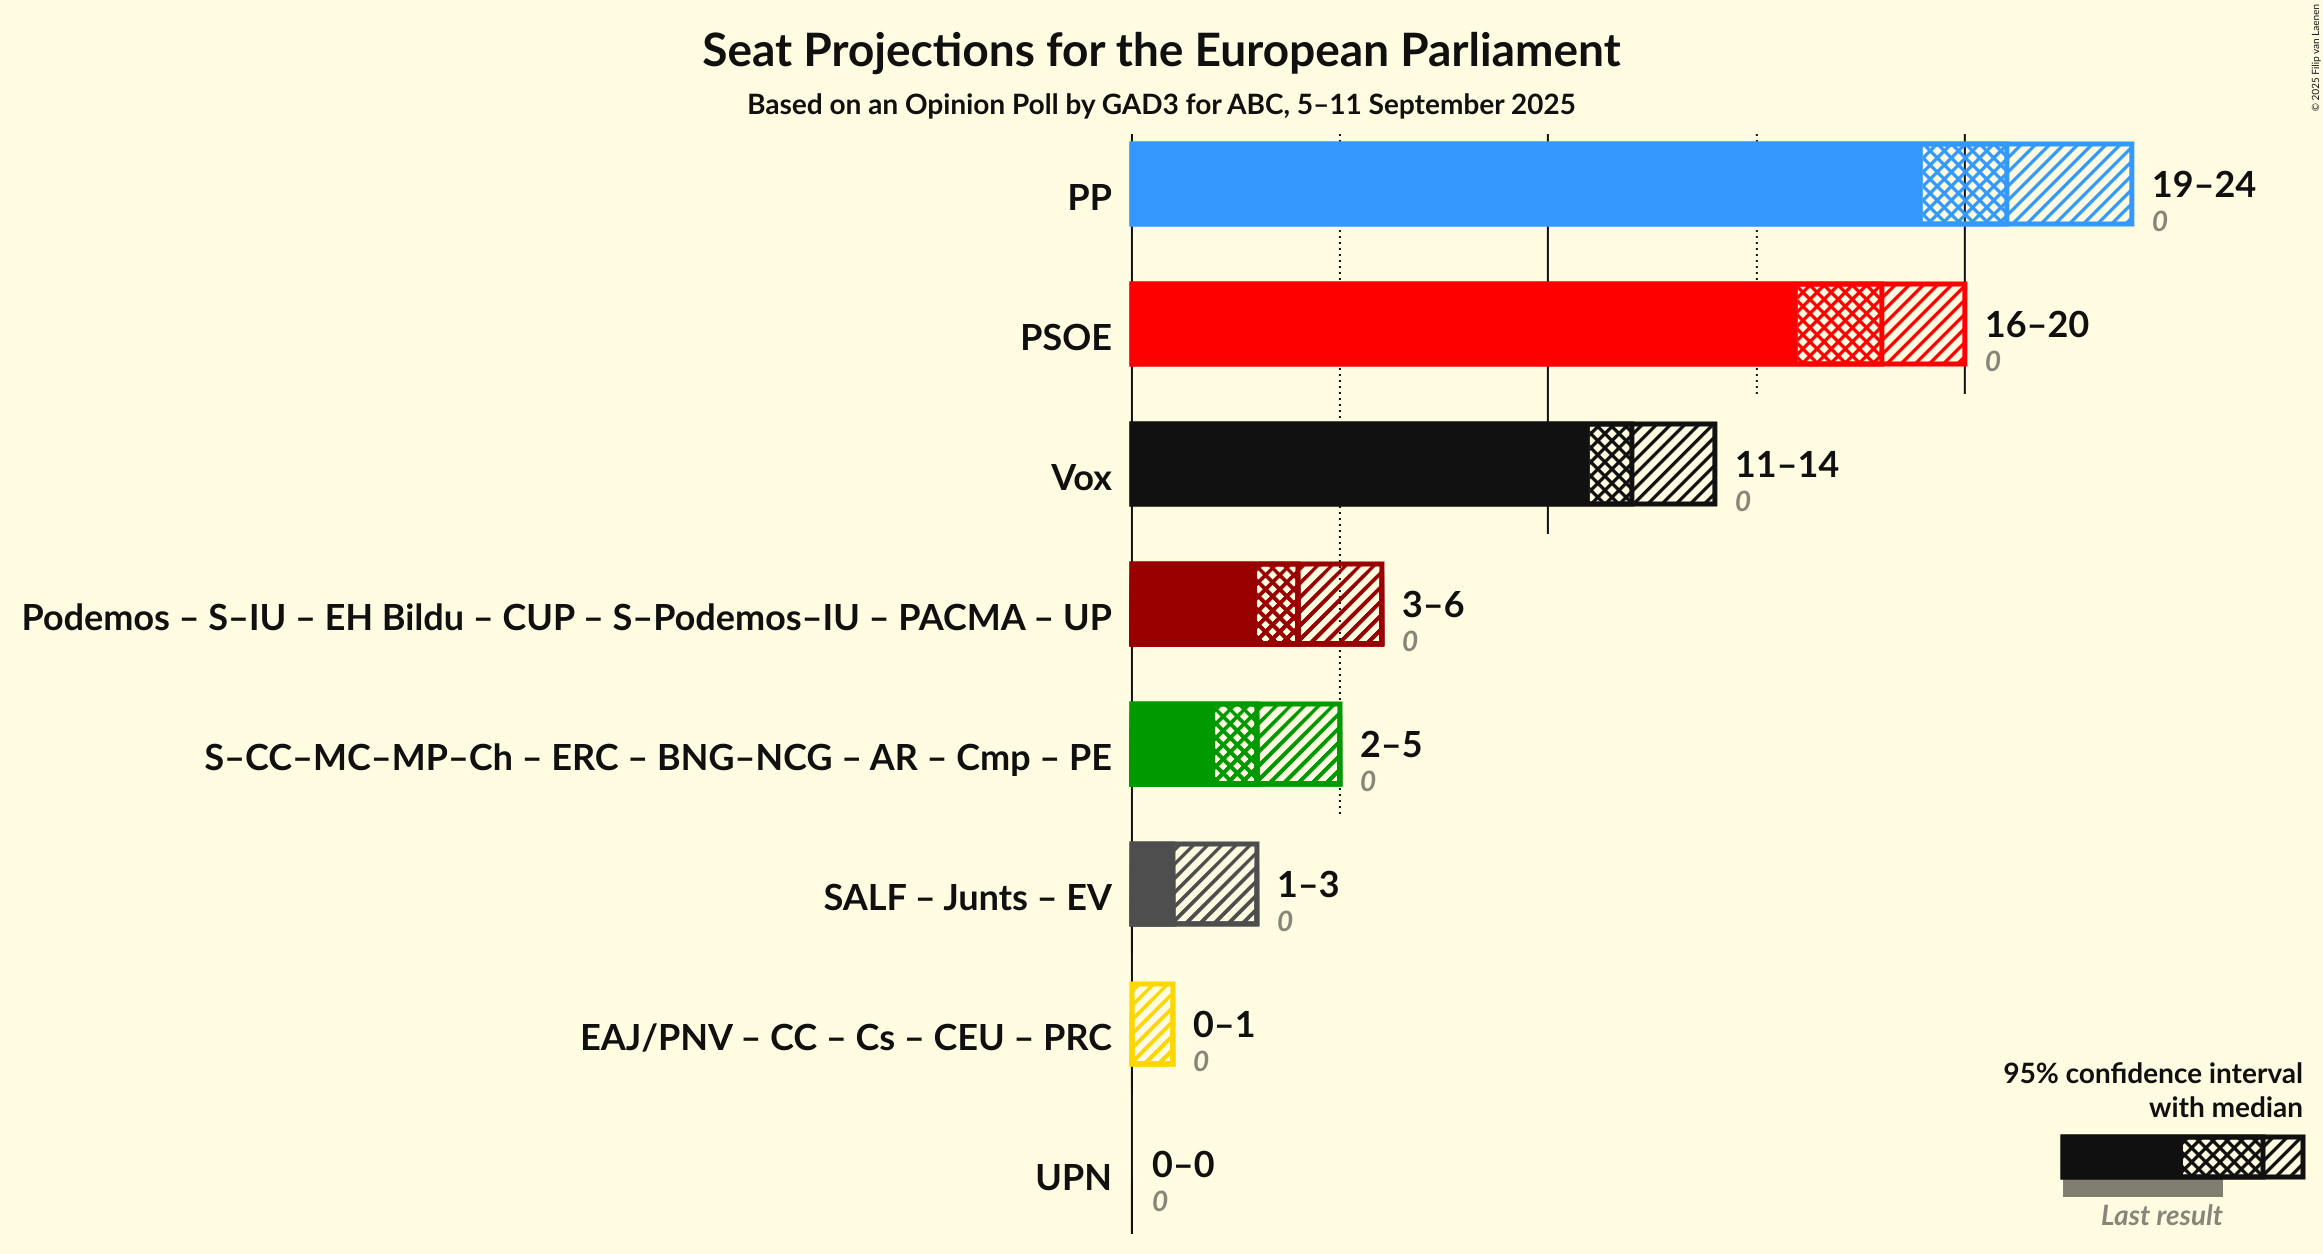 Seat Projections for the European Parliament
Based on an Opinion Poll by GAD3 for ABC, 5–11 September 2025
© 2025 Filip van Laenen
PP
19–24
0
PSOE
16–20
0
Vox
11–14
0
Podemos – S–IU – EH Bildu – CUP – S–Podemos–IU – PACMA – UP
3–6
0
S–CC–MC–MP–Ch – ERC – BNG–NCG – AR – Cmp – PE
2–5
0
SALF – Junts – EV
1–3
0
EAJ/PNV – CC – Cs – CEU – PRC
0–1
0
UPN
0–0
0
95% confidence interval
with median
Last result